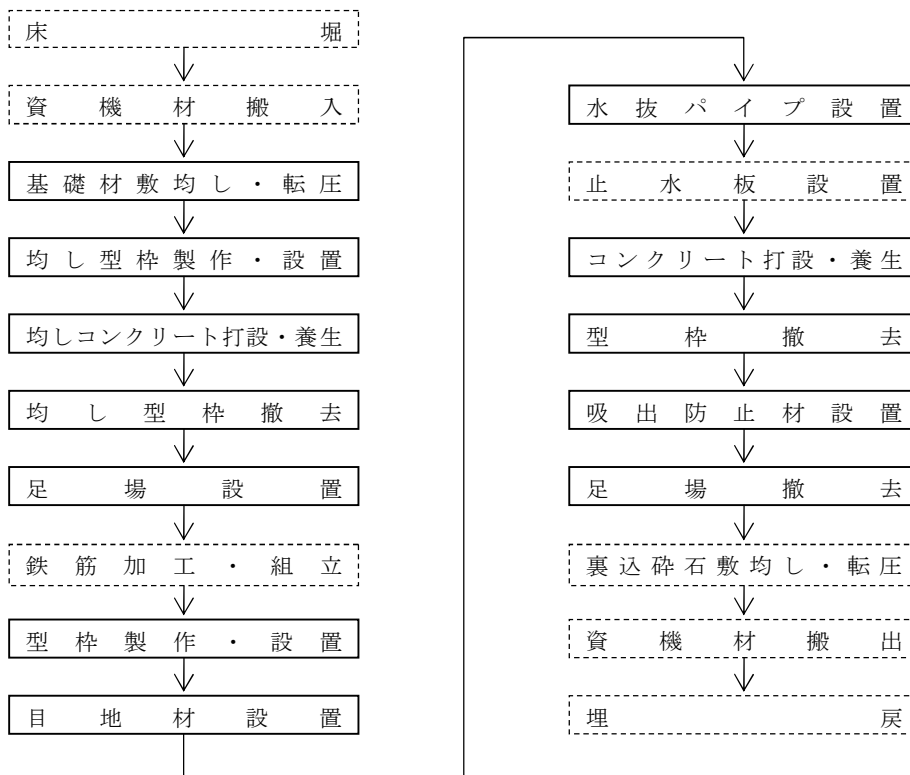 床堀
資機材搬入
基礎材敷均し・転圧
均し型枠製作・設置
均しコンクリート打設・養生
均し型枠撤去
足場設置
鉄筋加工・組立
型枠製作・設置
目地材設置
水抜パイプ設置
止水板設置
コンクリート打設・養生
型枠撤去
吸出防止材設置
足場撤去
裏込砕石敷均し・転圧
資機材搬出
埋戻